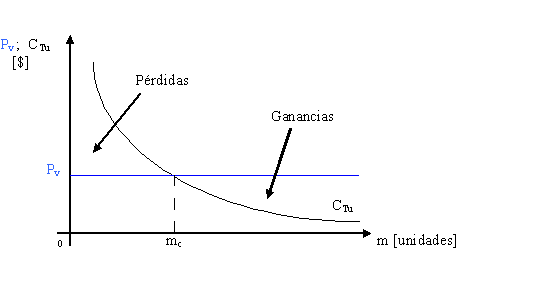 Pv; CTu
[$]
Pérdidas
Ganancias
Pv
CTu
0
mc
m [unidades]